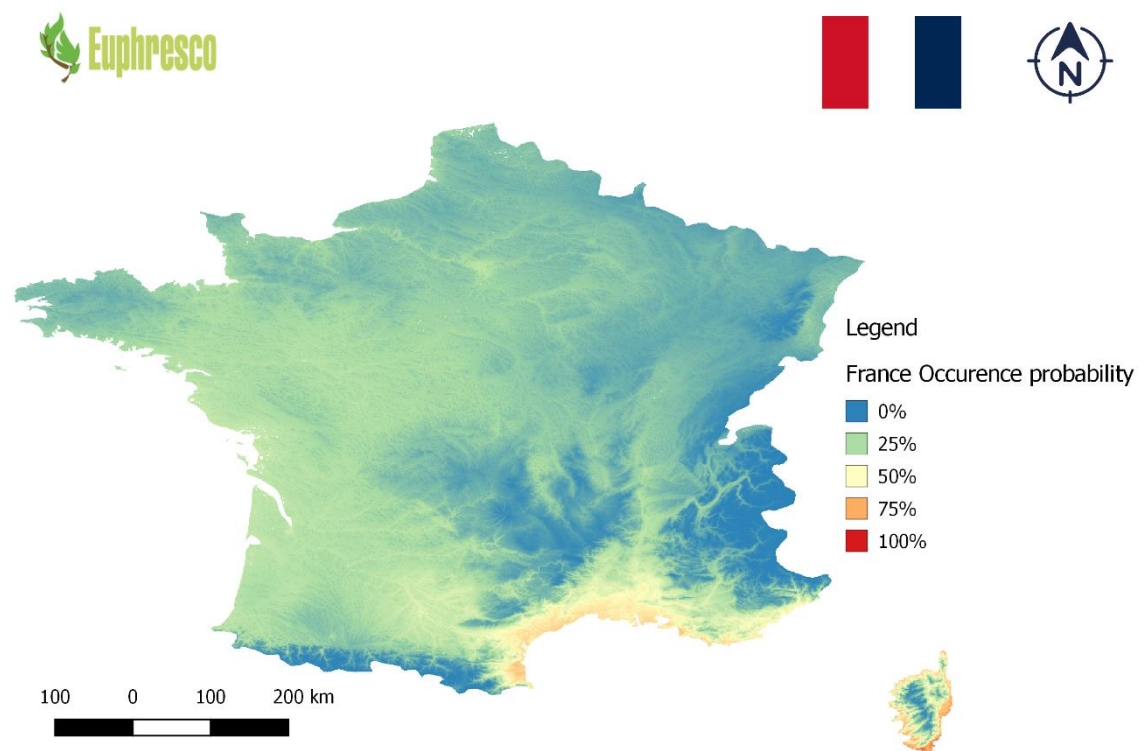 Euphresco
N
Legend
France Occurence probability
0%
25%
50%
75%
100%
100 0 100 200 km